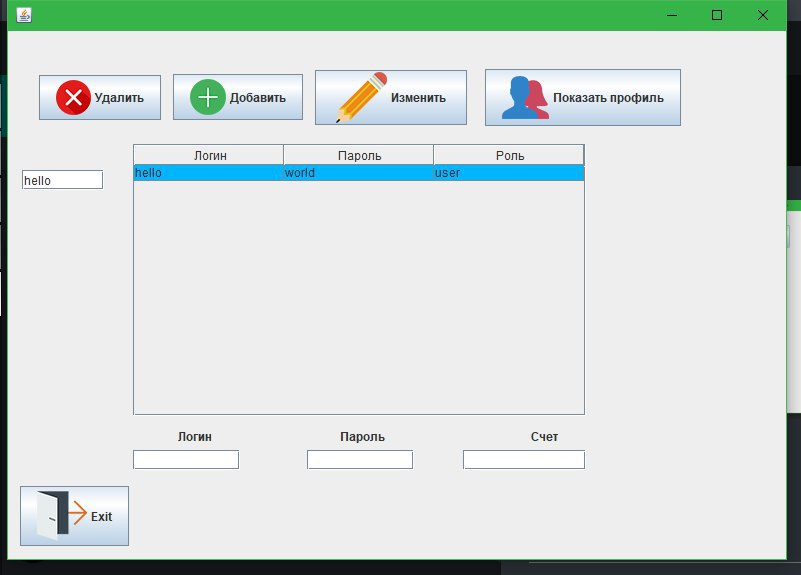 Удалить
Добавить
Изменить
Показать профиль
Логин Пароль Роль
hello
hello world user
Логин Пароль Счет
Exit